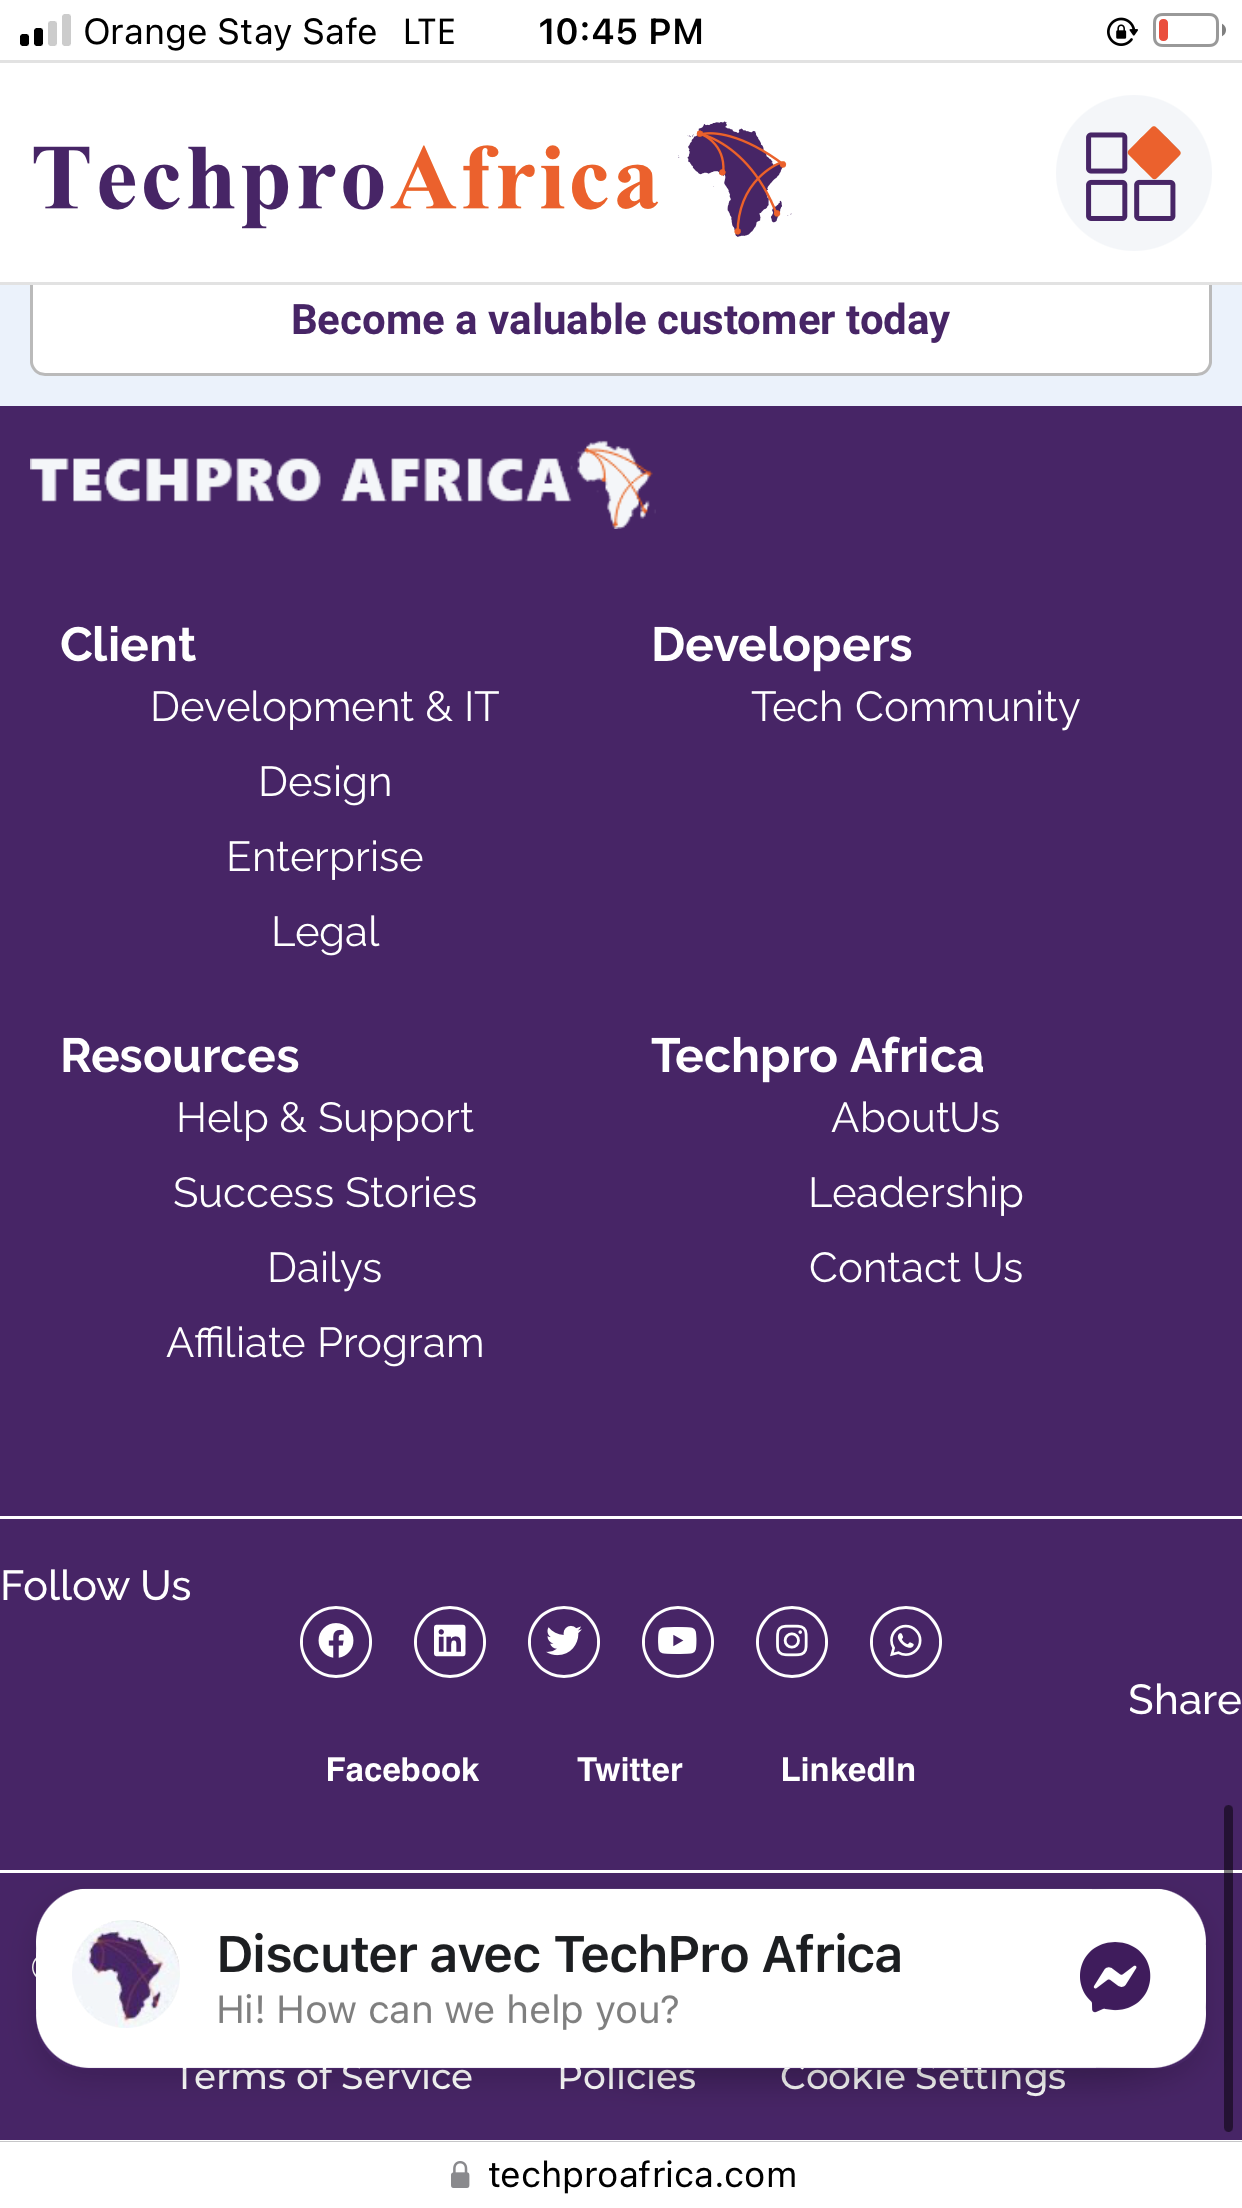 Orange Stay Safe LTE 10:45 PM
TechproAfrica
Become a valuable customer today
TECHPRO AFRICA
Client
Development & IT
Design
Enterprise
Legal
Developers
Tech Community
Resources
Help & Support
Success Stories
Dailys
Affiliate Program
Techpro Africa
AboutUs
Leadership
Contact Us
Follow Us
Share
Facebook Twitter LinkedIn
Discuter avec TechPro Africa
Hi! How can we help you?
Terms of Service Policies Cookie Settings
techproafrica.com